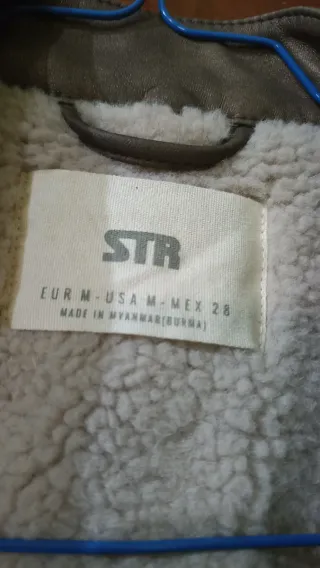 STR
EUR M - USA M - MEX 28
MADE IN MYANMAR(BURMA)